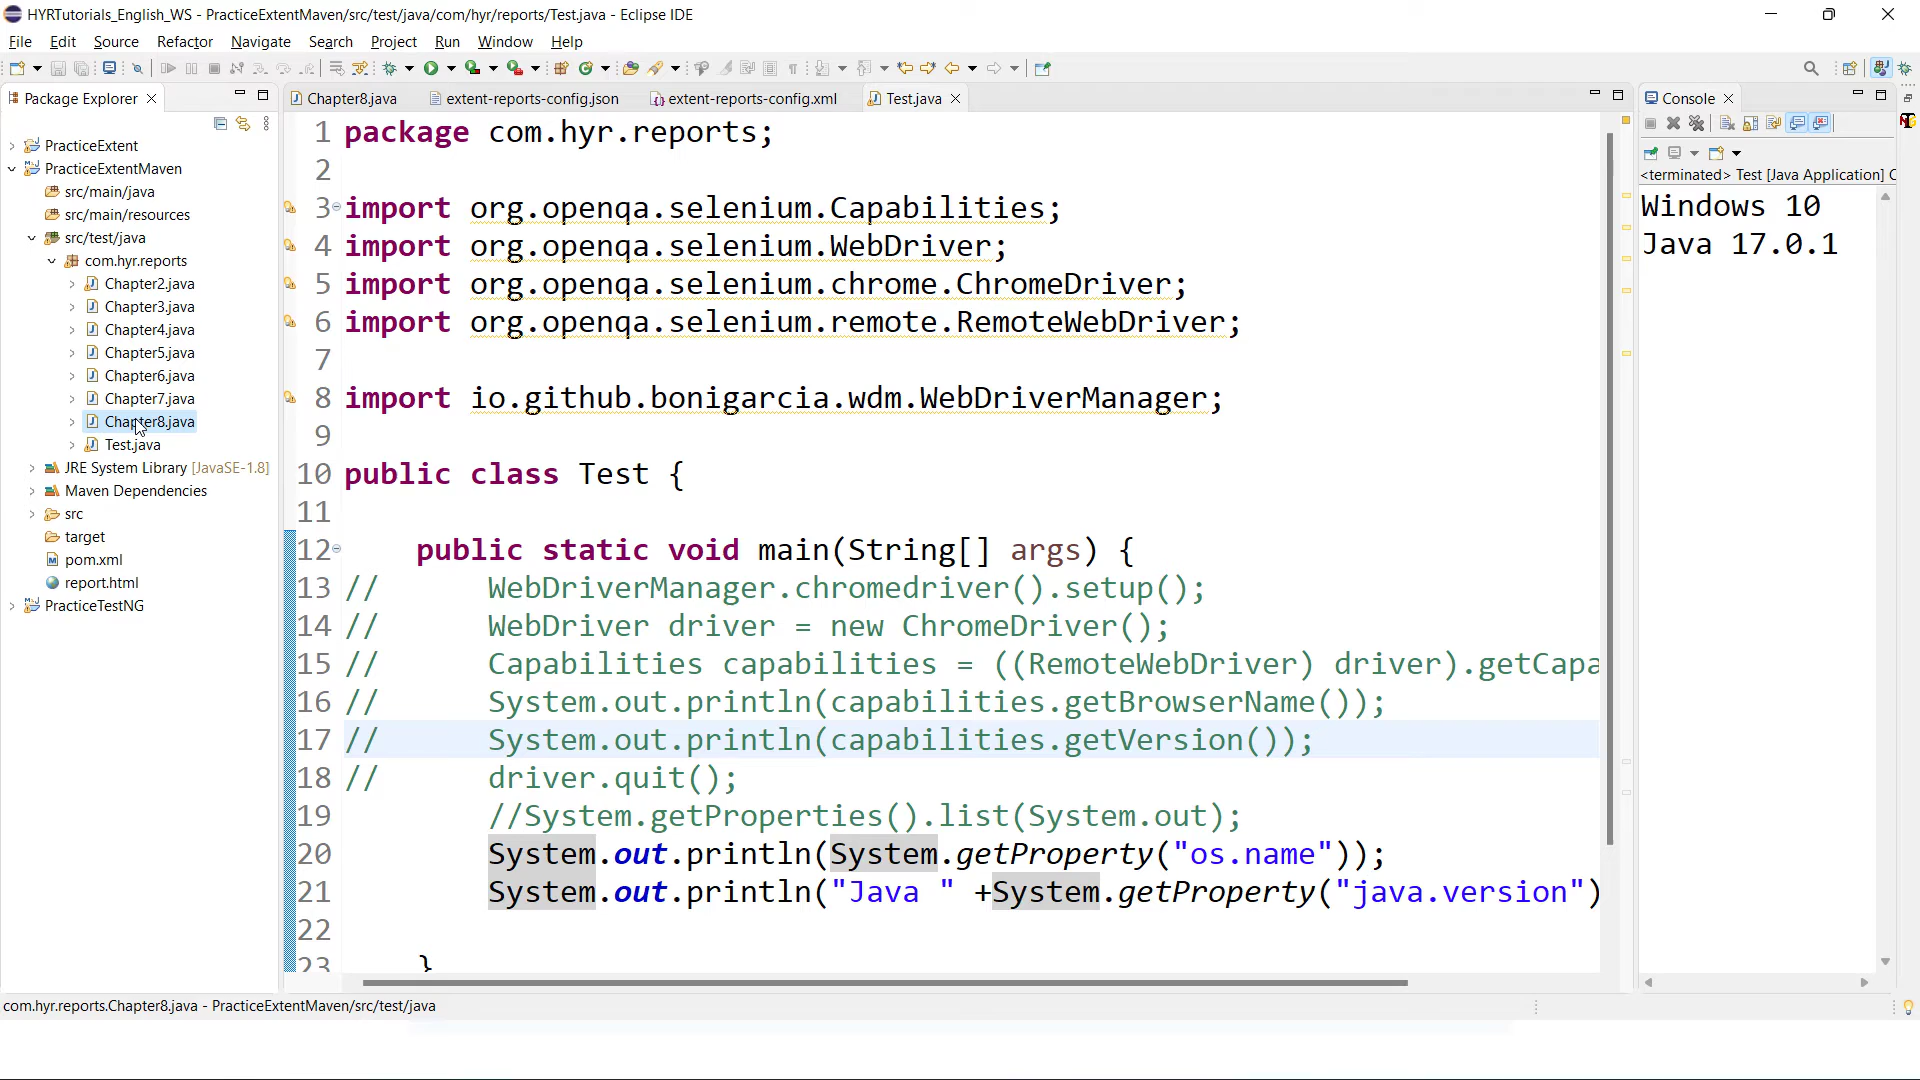 HYRTutorials_English_WS - PracticeExtentMaven/src/test/java/com/hyr/reports/Test.java - Eclipse IDE
File Edit Source Refactor Navigate Search Project Run Window Help
Package Explorer
Chapter8.java extent-reports-config.json extent-reports-config.xml Test.java
Console
PracticeExtent
PracticeExtentMaven
src/main/java
src/main/resources
src/test/java
com.hyr.reports
Chapter2.java
Chapter3.java
Chapter4.java
Chapter5.java
Chapter6.java
Chapter7.java
Chapter8.java
Test.java
JRE System Library [JavaSE-1.8]
Maven Dependencies
src
target
pom.xml
report.html
PracticeTestNG
1 package com.hyr.reports;
2
3 import org.openqa.selenium.Capabilities;
4 import org.openqa.selenium.WebDriver;
5 import org.openqa.selenium.chrome.ChromeDriver;
6 import org.openqa.selenium.remote.RemoteWebDriver;
7
8 import io.github.bonigarcia.wdm.WebDriverManager;
9
10 public class Test {
11
12 public static void main(String[] args) {
13 // WebDriverManager.chromedriver().setup();
14 // WebDriver driver = new ChromeDriver();
15 // Capabilities capabilities = ((RemoteWebDriver) driver).getCapa
16 // System.out.println(capabilities.getBrowserName());
17 // System.out.println(capabilities.getVersion());
18 // driver.quit();
19 //System.getProperties().list(System.out);
20 System.out.println(System.getProperty("os.name"));
21 System.out.println("Java " +System.getProperty("java.version")
22
23 }
<terminated> Test [Java Application] C
Windows 10
Java 17.0.1
com.hyr.reports.Chapter8.java - PracticeExtentMaven/src/test/java